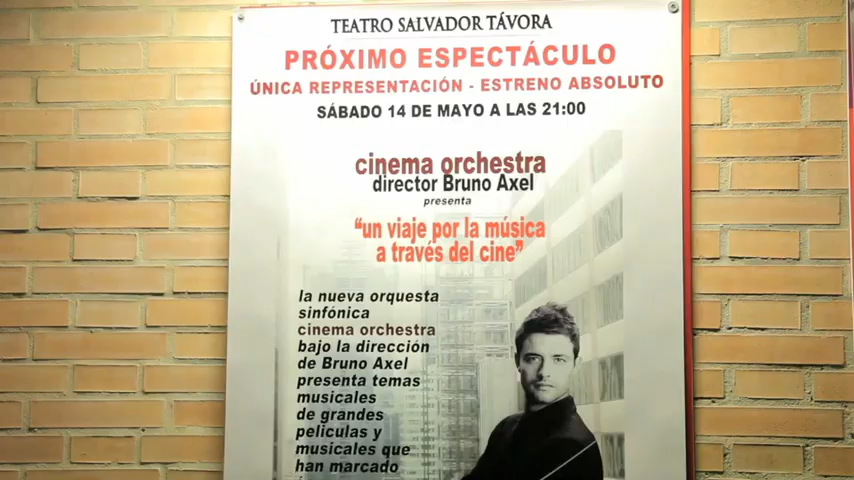 TEATRO SALVADOR TÁVORA
PRÓXIMO ESPECTÁCULO
ÚNICA REPRESENTACIÓN - ESTRENO ABSOLUTO
SÁBADO 14 DE MAYO A LAS 21:00
cinema orchestra
director Bruno Axel
presenta
"un viaje por la música
a través del cine"
la nueva orquesta
sinfónica
cinema orchestra
bajo la dirección
de Bruno Axel
presenta temas
musicales
de grandes
peliculas y
musicales que
han marcado